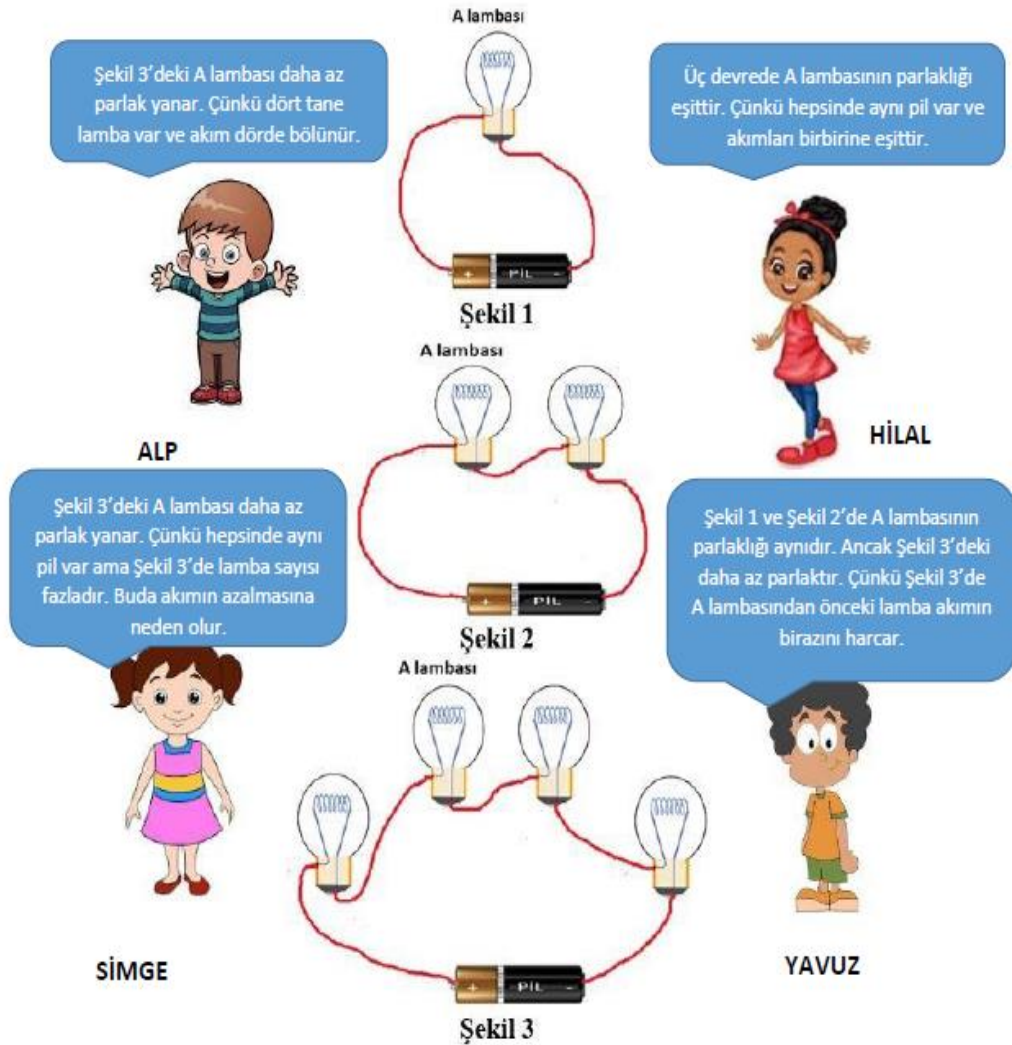 A lambası
Şekil 3'deki A lambası daha az
parlak yanar. Çünkü dört tane
lamba var ve akım dörde bölünür.
Üç devrede A lambasının parlaklığı
eşittir. Çünkü hepsinde aynı pil var ve
akımları birbirine eşittir.
+ PİL -
Şekil 1
A lambası
ALP
HİLAL
Şekil 3'deki A lambası daha az
parlak yanar. Çünkü hepsinde aynı
pil var ama Şekil 3'de lamba sayısı
fazladır. Buda akımın azalmasına
neden olur.
Şekil 1 ve Şekil 2'de A lambasının
parlaklığı aynıdır. Ancak Şekil 3'deki
daha az parlaktır. Çünkü Şekil 3'de
A lambasından önceki lamba akımın
birazını harcar.
+ PİL -
Şekil 2
A lambası
SİMGE
YAVUZ
+ PİL -
Şekil 3